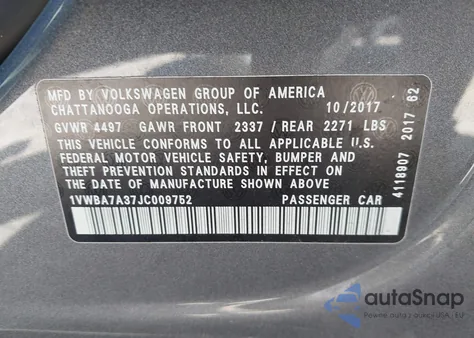 MFD BY VOLKSWAGEN GROUP OF AMERICA
CHATTANOOGA OPERATIONS, LLC. 10/2017
GVWR 4497 GAWR FRONT 2337 / REAR 2271 LBS
THIS VEHICLE CONFORMS TO ALL APPLICABLE U.S.
FEDERAL MOTOR VEHICLE SAFETY, BUMPER AND
THEFT PREVENTION STANDARDS IN EFFECT ON
THE DATE OF MANUFACTURE SHOWN ABOVE
1VWBA7A37JC009762 PASSENGER CAR
4118907 2017 62
autoSnap